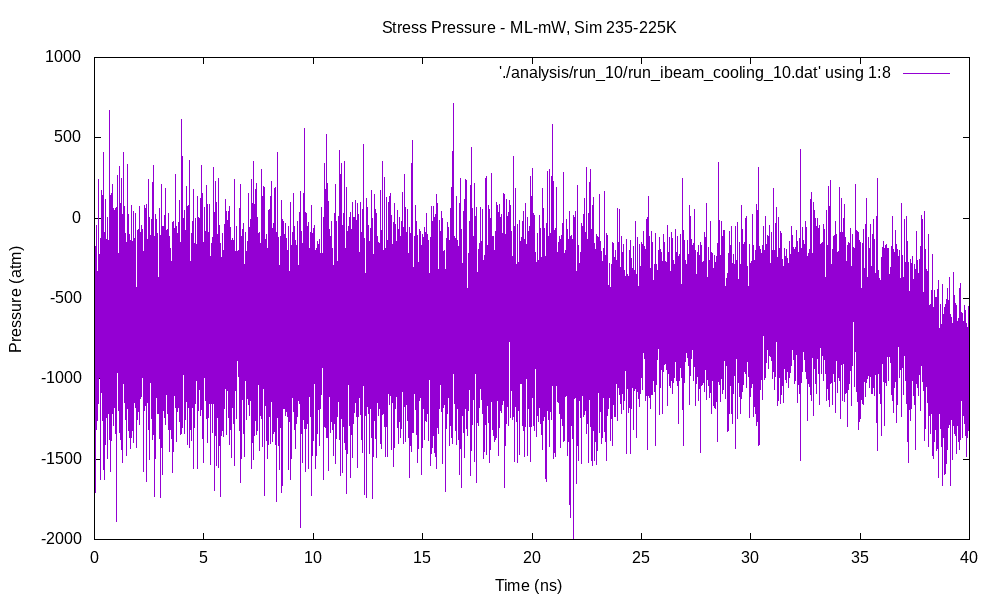 Stress Pressure - ML-mW, Sim 235-225K
1000
'./analysis/run_10/run_ibeam_cooling_10.dat' using 1:8
500
0
-500
-1000
-1500
-2000
Pressure (atm)
0 5 10 15 20 25 30 35 40
Time (ns)